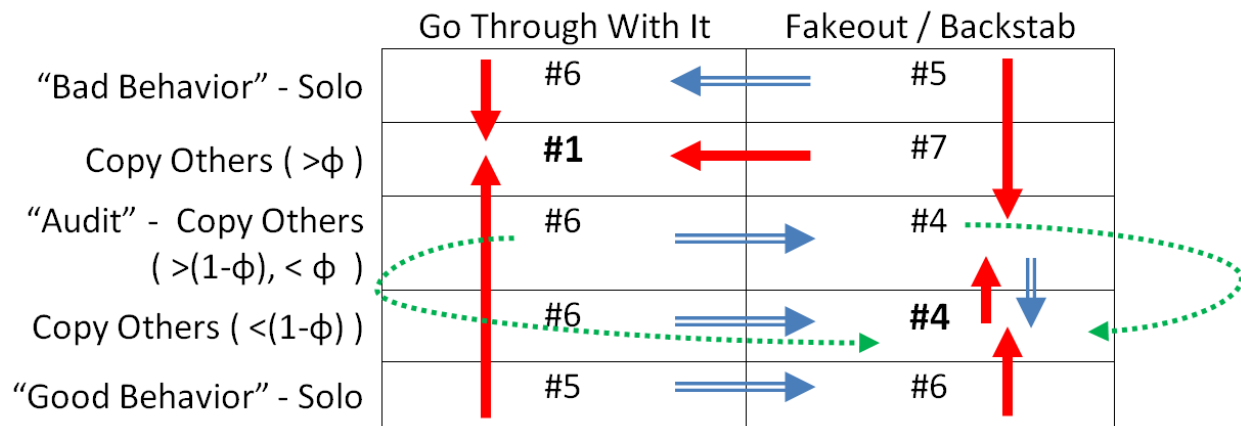 Go Through With It Fakeout / Backstab
“Bad Behavior” - Solo #6 #5
Copy Others ( >ф ) #1 #7
“Audit” - Copy Others #6 #4
( >(1-ф), < ф )
Copy Others ( <(1-ф) ) #6 #4
“Good Behavior” - Solo #5 #6